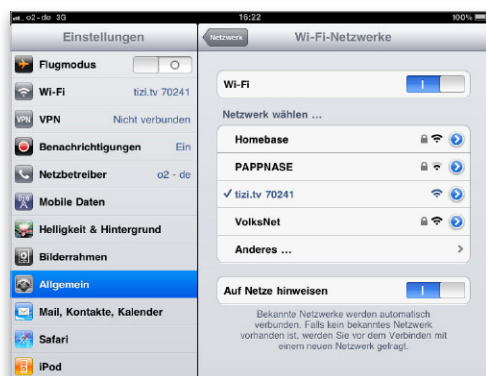 o2-de 3G 16:22 100%
Einstellungen
Flugmodus
Wi-Fi tizi.tv 70241
VPN VPN Nicht verbunden
Benachrichtigungen Ein
Netzbetreiber o2 - de
Mobile Daten
Helligkeit & Hintergrund
Bilderrahmen
Allgemein
Mail, Kontakte, Kalender
Safari
iPod
Netzwerk Wi-Fi-Netzwerke
Wi-Fi
Netzwerk wählen ...
Homebase
PAPPNASE
tizi.tv 70241
VolksNet
Anderes ...
Auf Netze hinweisen
Bekannte Netzwerke werden automatisch
verbunden. Falls kein bekanntes Netzwerk
vorhanden ist, werden Sie vor dem Verbinden mit
einem neuen Netzwerk gefragt.